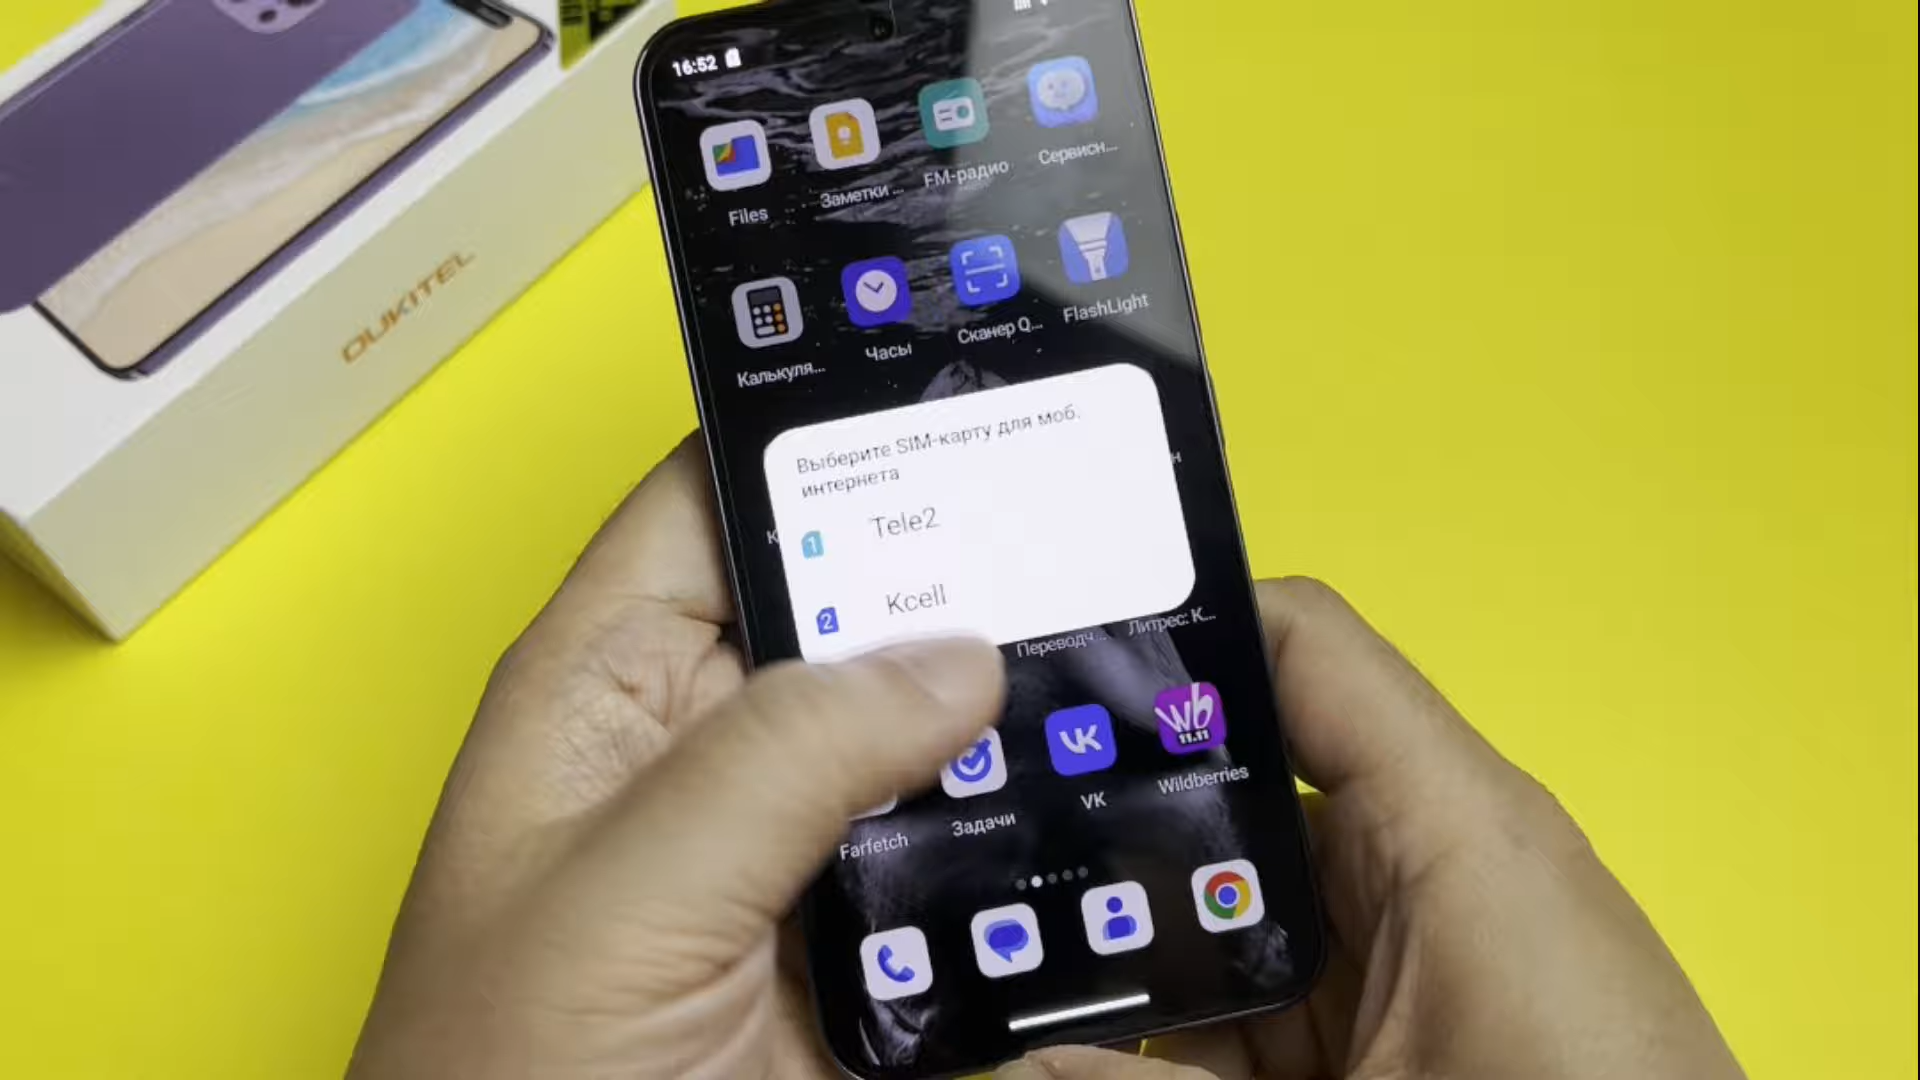 OUKITEL
16:52
Files
Заметки ...
FM-радио
Сервисн...
Калькуля...
Часы
Сканер Q...
FlashLight
Выберите SIM-карту для моб.
интернета
1
Tele2
2
Kcell
К
н
Переводч...
Литрес: К...
Farfetch
Задачи
VK
VK
Wb
11.11
Wildberries